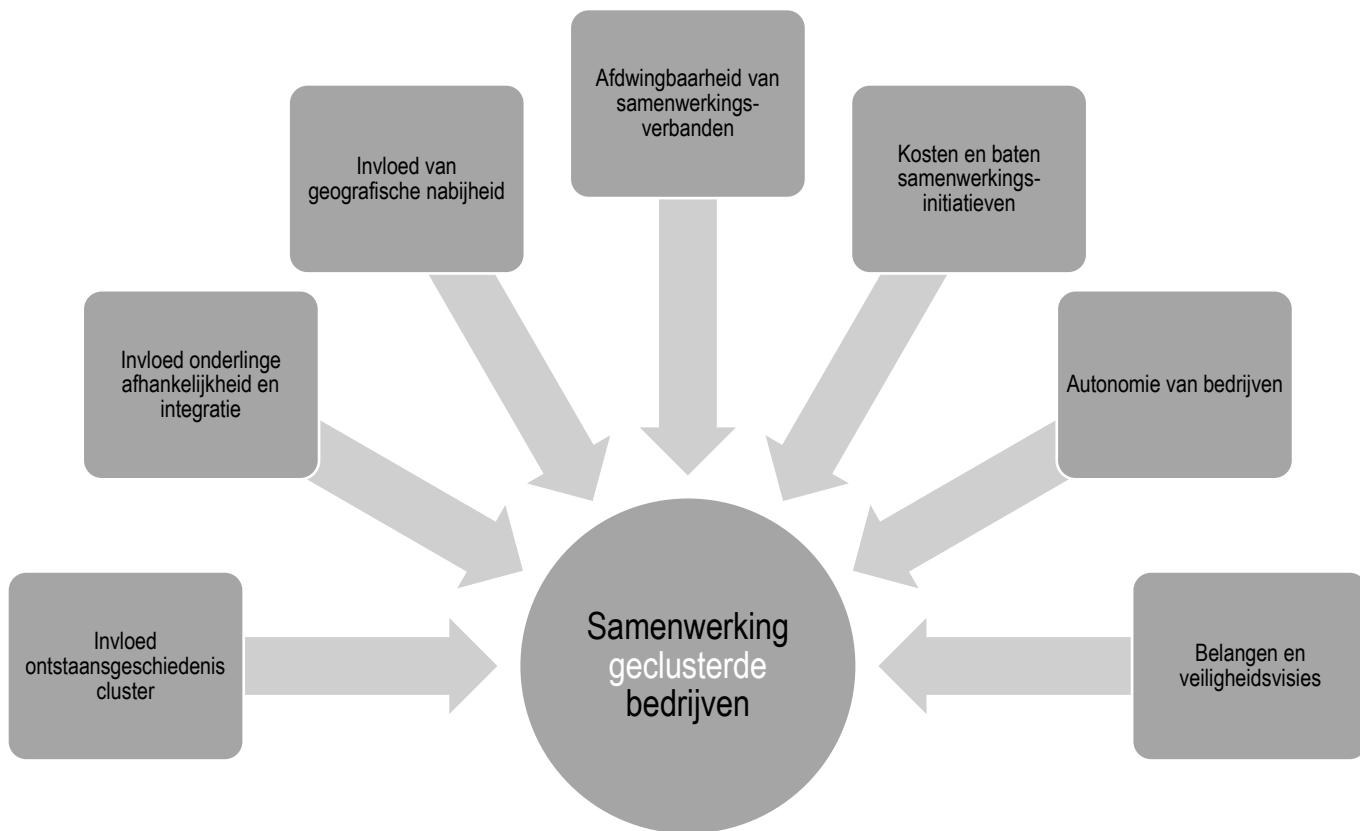 Afdwingbaarheid van
samenwerkings-
verbanden
Invloed van
geografische nabijheid
Kosten en baten
samenwerkings-
initiatieven
Invloed onderlinge
afhankelijkheid en
integratie
Autonomie van bedrijven
Invloed
ontstaansgeschiedenis
cluster
Samenwerking
geclusterde
bedrijven
Belangen en
veiligheidsvisies